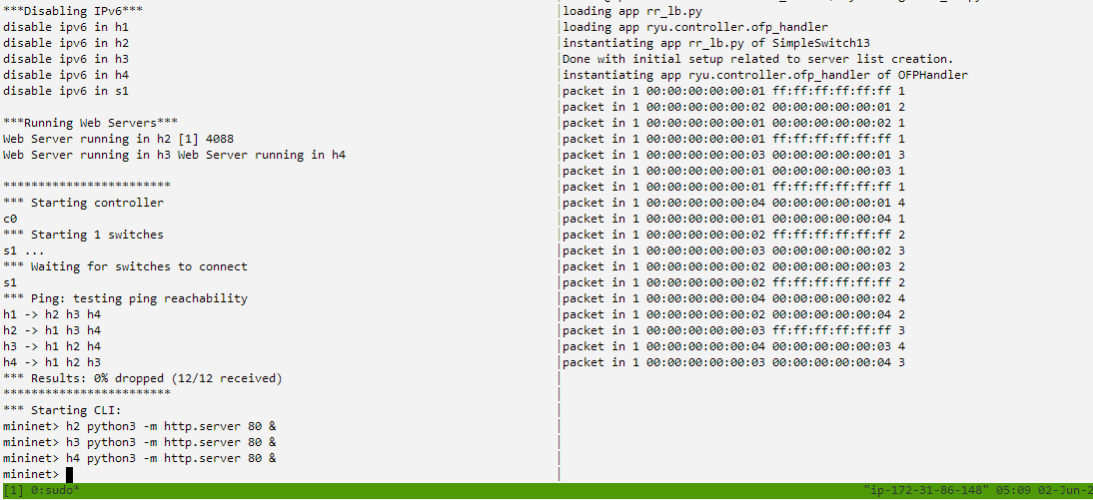 ***Disabling IPv6***
disable ipv6 in h1
disable ipv6 in h2
disable ipv6 in h3
disable ipv6 in h4
disable ipv6 in s1
***Running Web Servers***
Web Server running in h2 [1] 4088
Web Server running in h3 Web Server running in h4
************************
*** Starting controller
c0
*** Starting 1 switches
s1 ...
*** Waiting for switches to connect
s1
*** Ping: testing ping reachability
h1 -> h2 h3 h4
h2 -> h1 h3 h4
h3 -> h1 h2 h4
h4 -> h1 h2 h3
*** Results: 0% dropped (12/12 received)
************************
*** Starting CLI:
mininet> h2 python3 -m http.server 80 &
mininet> h3 python3 -m http.server 80 &
mininet> h4 python3 -m http.server 80 &
mininet>
loading app rr_lb.py
loading app ryu.controller.ofp_handler
instantiating app rr_lb.py of SimpleSwitch13
Done with initial setup related to server list creation.
instantiating app ryu.controller.ofp_handler of OFPHandler
packet in 1 00:00:00:00:00:01 ff:ff:ff:ff:ff:ff 1
packet in 1 00:00:00:00:00:02 00:00:00:00:00:01 2
packet in 1 00:00:00:00:00:01 00:00:00:00:00:02 1
packet in 1 00:00:00:00:00:01 ff:ff:ff:ff:ff:ff 1
packet in 1 00:00:00:00:00:03 00:00:00:00:00:01 3
packet in 1 00:00:00:00:00:01 00:00:00:00:00:03 1
packet in 1 00:00:00:00:00:01 ff:ff:ff:ff:ff:ff 1
packet in 1 00:00:00:00:00:04 00:00:00:00:00:01 4
packet in 1 00:00:00:00:00:01 00:00:00:00:00:04 1
packet in 1 00:00:00:00:00:02 ff:ff:ff:ff:ff:ff 2
packet in 1 00:00:00:00:00:03 00:00:00:00:00:02 3
packet in 1 00:00:00:00:00:02 00:00:00:00:00:03 2
packet in 1 00:00:00:00:00:02 ff:ff:ff:ff:ff:ff 2
packet in 1 00:00:00:00:00:04 00:00:00:00:00:02 4
packet in 1 00:00:00:00:00:02 00:00:00:00:00:04 2
packet in 1 00:00:00:00:00:03 ff:ff:ff:ff:ff:ff 3
packet in 1 00:00:00:00:00:04 00:00:00:00:00:03 4
packet in 1 00:00:00:00:00:03 00:00:00:00:00:04 3
[1] 0:sudo* "ip-172-31-86-148" 05:09 02-Jun-2